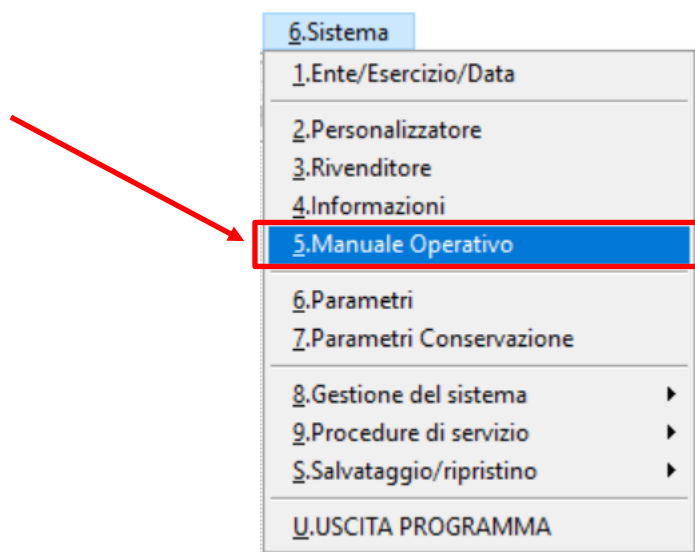 6.Sistema
1.Ente/Esercizio/Data
2.Personalizzatore
3.Rivenditore
4.Informazioni
5.Manuale Operativo
6.Parametri
7.Parametri Conservazione
8.Gestione del sistema
9.Procedure di servizio
S.Salvataggio/ripristino
U.USCITA PROGRAMMA